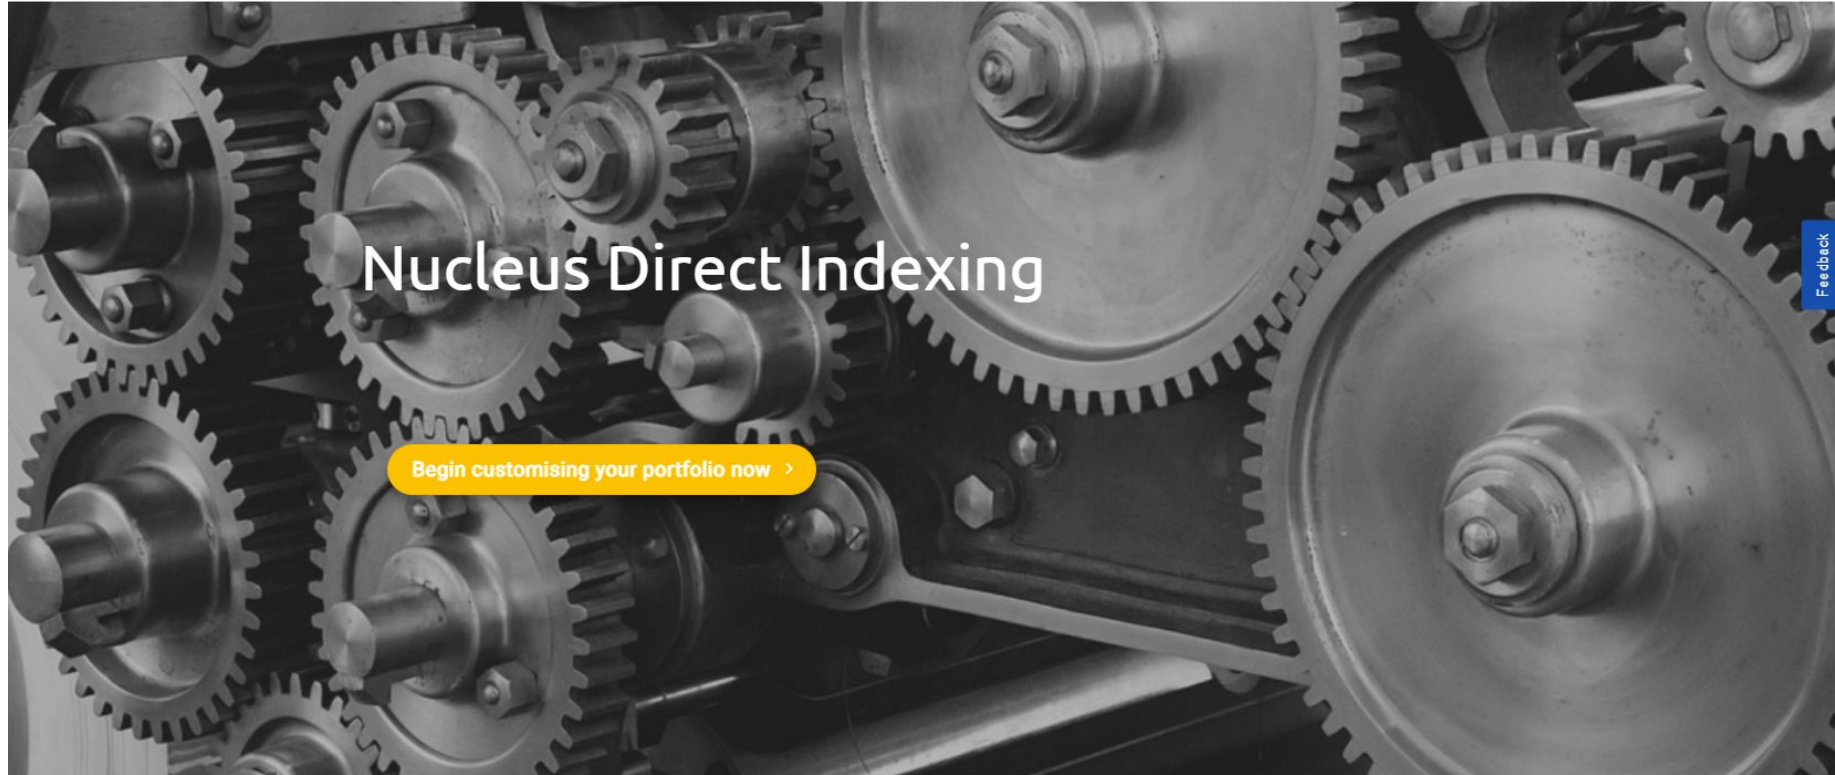 Nucleus Direct Indexing
Begin customising your portfolio now
Feedback